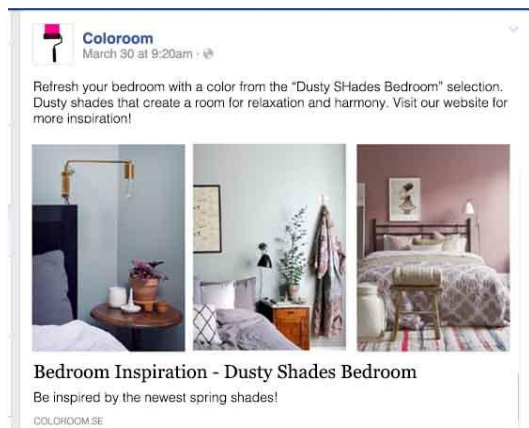 Coloroom
March 30 at 9:20am ·
Refresh your bedroom with a color from the “Dusty SHades Bedroom” selection.
Dusty shades that create a room for relaxation and harmony. Visit our website for
more inspiration!
Bedroom Inspiration - Dusty Shades Bedroom
Be inspired by the newest spring shades!
COLOROOM.SE